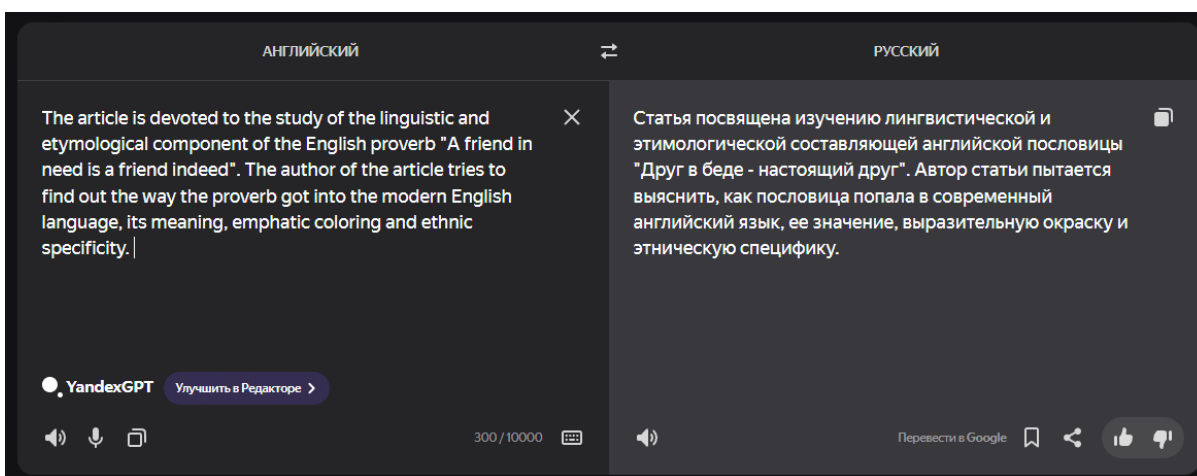 АНГЛИЙСКИЙ
РУССКИЙ
The article is devoted to the study of the linguistic and
etymological component of the English proverb "A friend in
need is a friend indeed". The author of the article tries to
find out the way the proverb got into the modern English
language, its meaning, emphatic coloring and ethnic
specificity.
Статья посвящена изучению лингвистической и
этимологической составляющей английской пословицы
"Друг в беде - настоящий друг". Автор статьи пытается
выяснить, как пословица попала в современный
английский язык, ее значение, выразительную окраску и
этническую специфику.
YandexGPT
Улучшить в Редакторе
300 / 10000
Перевести в Google